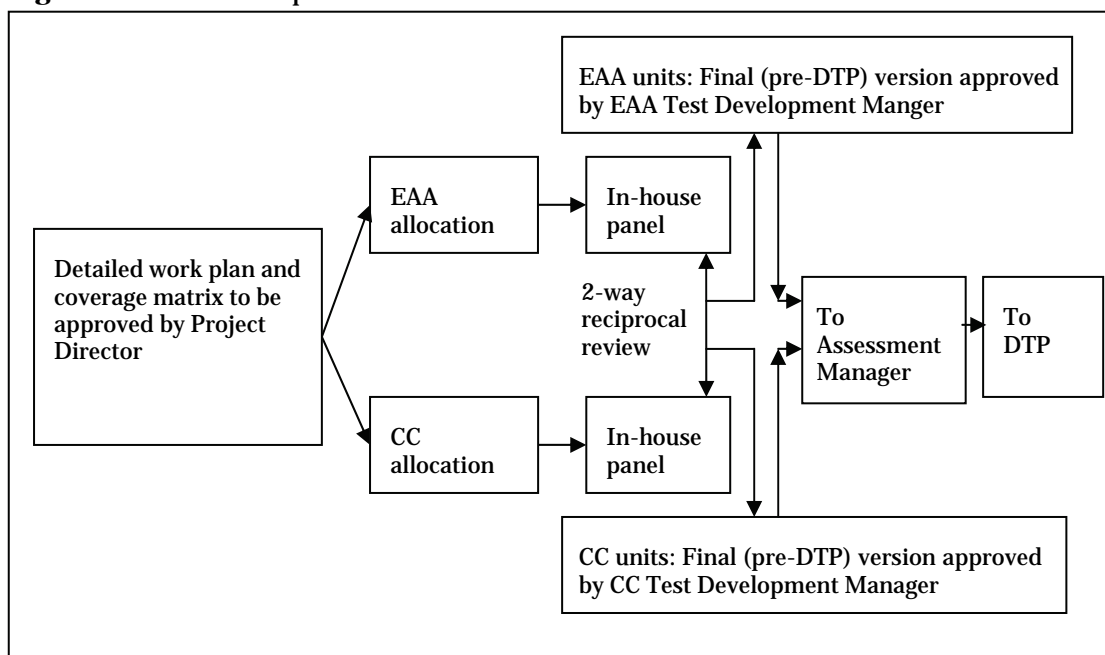 EAA units: Final (pre-DTP) version approved
by EAA Test Development Manger
EAA
allocation
In-house
panel
Detailed work plan and
coverage matrix to be
approved by Project
Director
2-way
reciprocal
review
To
Assessment
Manager
To
DTP
CC
allocation
In-house
panel
CC units: Final (pre-DTP) version approved
by CC Test Development Manager